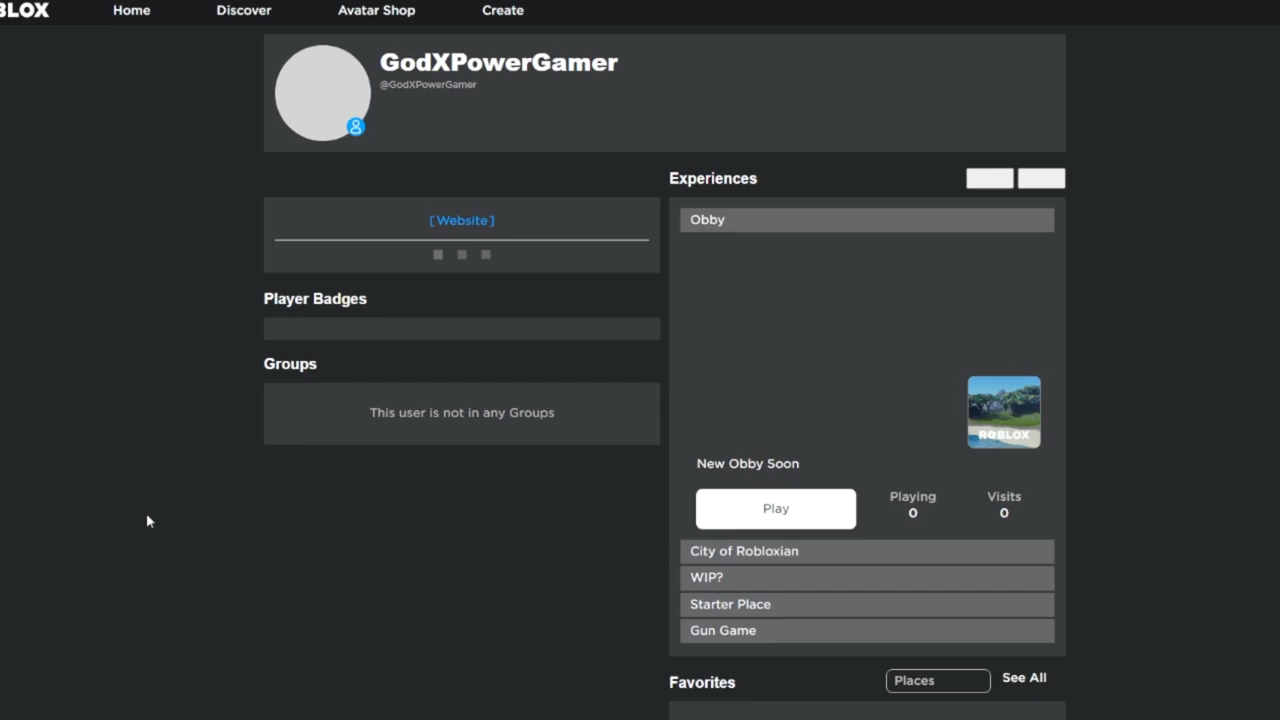 BLOX
Home
Discover
Avatar Shop
Create
GodXPowerGamer
@GodXPowerGamer
[Website]
Player Badges
Groups
This user is not in any Groups
Experiences
Obby
ROBLOX
New Obby Soon
Play
Playing
0
Visits
0
City of Robloxian
WIP?
Starter Place
Gun Game
Favorites
Places
See All